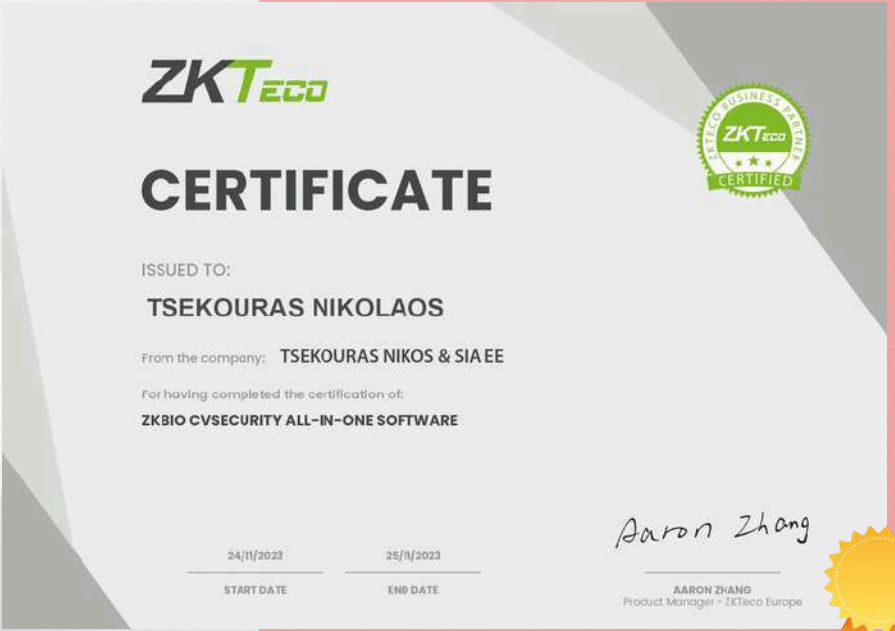 ZKTECO
ZKTECO BUSINESS PARTNER
ZKTECO
CERTIFIED
CERTIFICATE
ISSUED TO:
TSEKOURAS NIKOLAOS
From the company: TSEKOURAS NIKOS & SIA EE
For having completed the certification of:
ZKBIO CVSECURITY ALL-IN-ONE SOFTWARE
Aaron Zhang
24/11/2023 25/11/2023
START DATE END DATE
AARON ZHANG
Product Manager - ZKTeco Europe